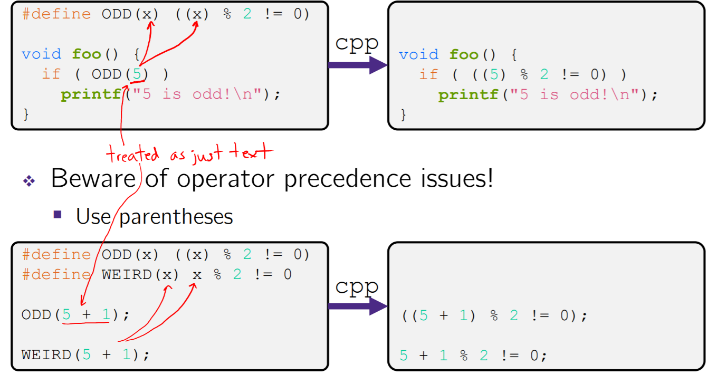 #define ODD(x) ((x) % 2 != 0)
void foo() {
if ( ODD(5) )
printf("5 is odd!\n");
}
cpp
void foo() {
if ( ((5) % 2 != 0) )
printf("5 is odd!\n");
}
treated as just text
❖ Beware of operator precedence issues!
▪ Use parentheses
#define ODD(x) ((x) % 2 != 0)
#define WEIRD(x) x % 2 != 0
ODD(5 + 1);
WEIRD(5 + 1);
cpp
((5 + 1) % 2 != 0);
5 + 1 % 2 != 0;